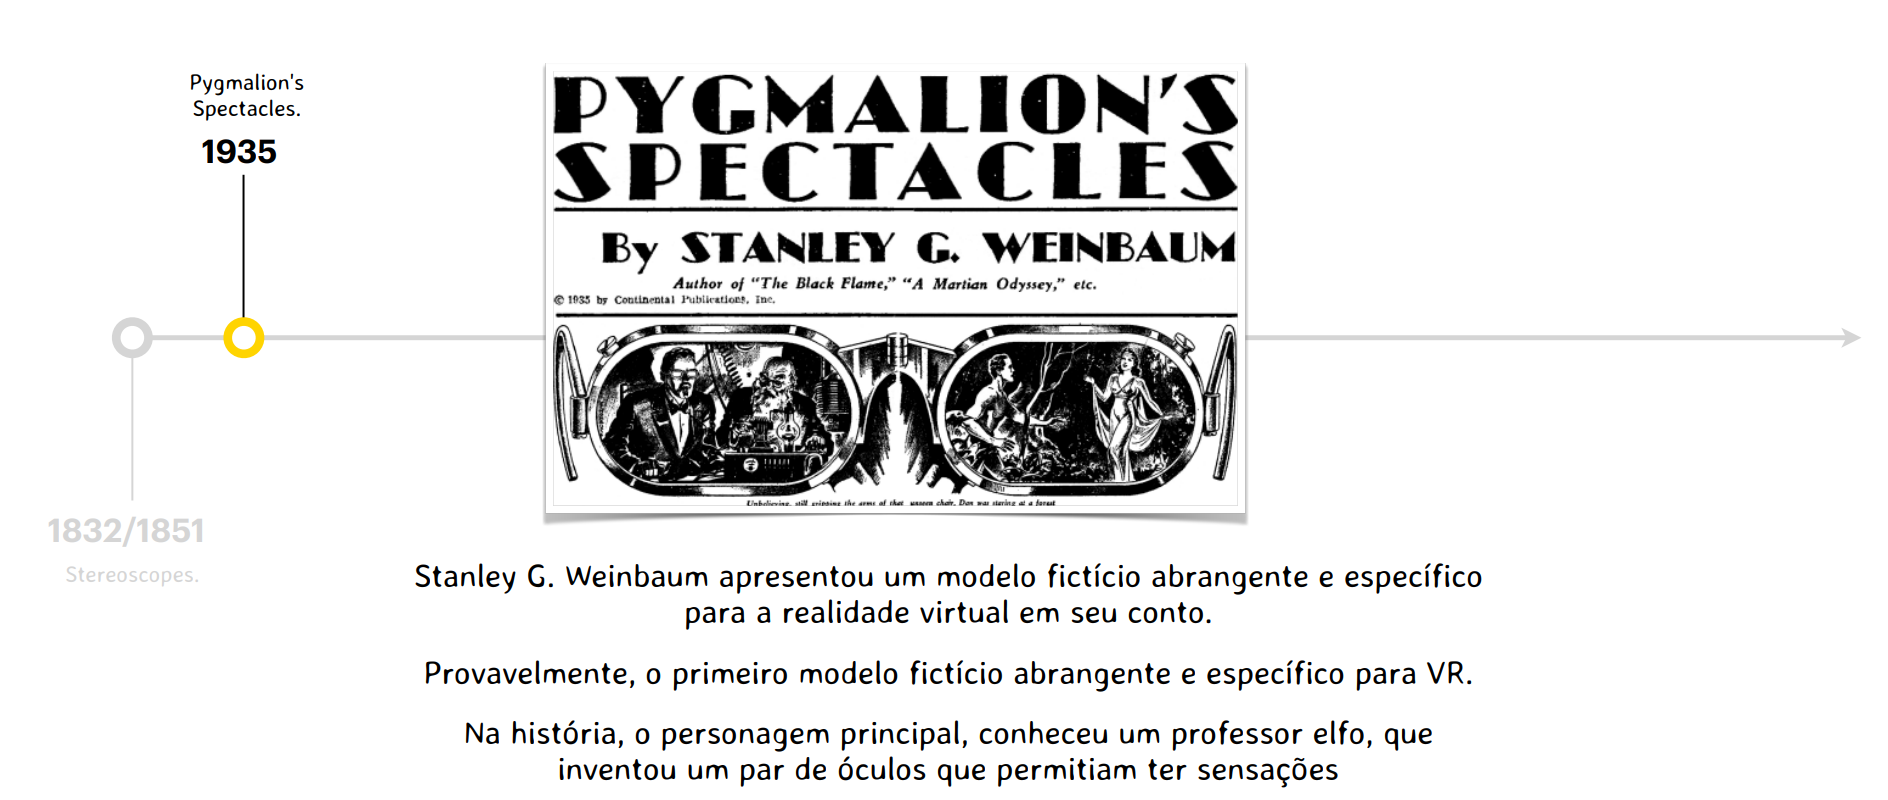 Pygmalion's
Spectacles.
1935
1832/1851
Stereoscopes.
PYGMALION'S
SPECTACLES
By STANLEY G. WEINBAUM
Author of “The Black Flame,” “A Martian Odyssey,” etc.
© 1935 by Continental Publications, Inc.
Unbelieving, still gripping the arms of that unseen chair, Dan was staring at a forest
Stanley G. Weinbaum apresentou um modelo fictício abrangente e específico
para a realidade virtual em seu conto.
Provavelmente, o primeiro modelo fictício abrangente e específico para VR.
Na história, o personagem principal, conheceu um professor elfo, que
inventou um par de óculos que permitiam ter sensações